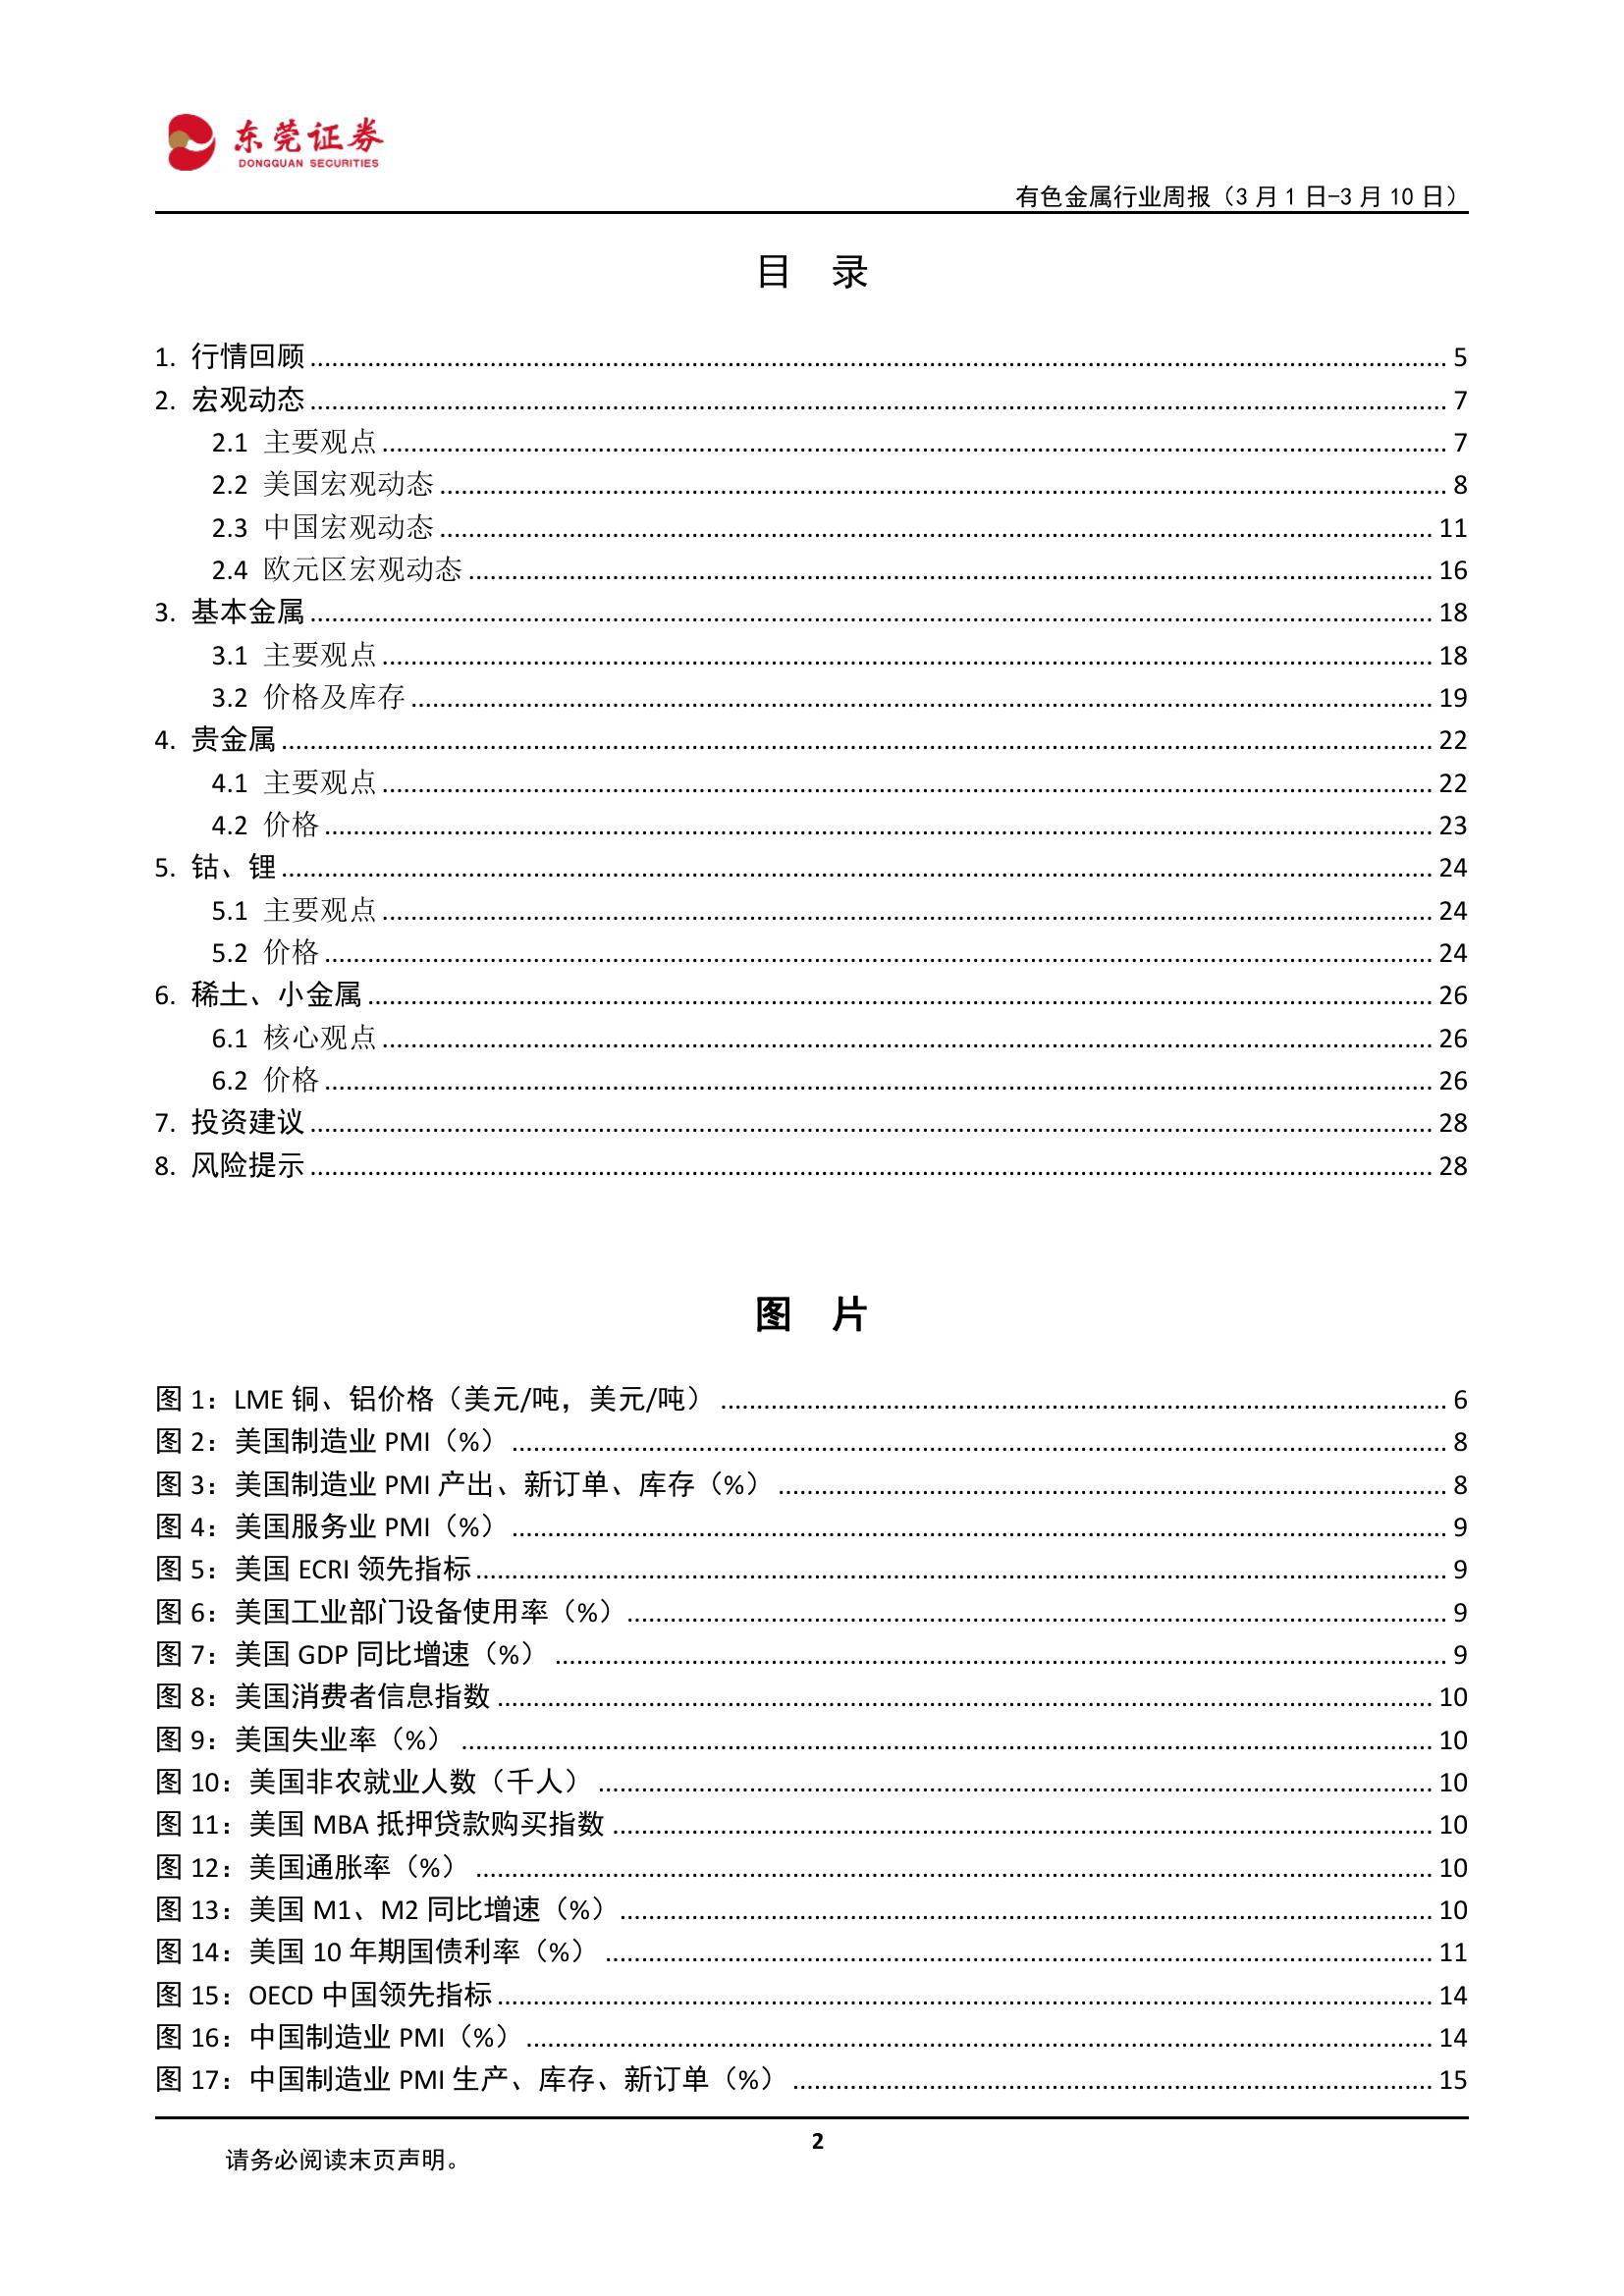 东莞证券
DONGGUAN SECURITIES
有色金属行业周报（3 月 1 日-3 月 10 日）
目 录
1. 行情回顾 ........ 5
2. 宏观动态 ........ 7
2.1 主要观点 ........ 7
2.2 美国宏观动态 ........ 8
2.3 中国宏观动态 ........ 11
2.4 欧元区宏观动态 ........ 16
3. 基本金属 ........ 18
3.1 主要观点 ........ 18
3.2 价格及库存 ........ 19
4. 贵金属 ........ 22
4.1 主要观点 ........ 22
4.2 价格 ........ 23
5. 钴、锂 ........ 24
5.1 主要观点 ........ 24
5.2 价格 ........ 24
6. 稀土、小金属 ........ 26
6.1 核心观点 ........ 26
6.2 价格 ........ 26
7. 投资建议 ........ 28
8. 风险提示 ........ 28
图 片
图 1：LME 铜、铝价格（美元/吨，美元/吨） ........ 6
图 2：美国制造业 PMI（%） ........ 8
图 3：美国制造业 PMI 产出、新订单、库存（%） ........ 8
图 4：美国服务业 PMI（%） ........ 9
图 5：美国 ECRI 领先指标 ........ 9
图 6：美国工业部门设备使用率（%） ........ 9
图 7：美国 GDP 同比增速（%） ........ 9
图 8：美国消费者信息指数 ........ 10
图 9：美国失业率（%） ........ 10
图 10：美国非农就业人数（千人） ........ 10
图 11：美国 MBA 抵押贷款购买指数 ........ 10
图 12：美国通胀率（%） ........ 10
图 13：美国 M1、M2 同比增速（%） ........ 10
图 14：美国 10 年期国债利率（%） ........ 11
图 15：OECD 中国领先指标 ........ 14
图 16：中国制造业 PMI（%） ........ 14
图 17：中国制造业 PMI 生产、库存、新订单（%） ........ 15
2
请务必阅读末页声明。